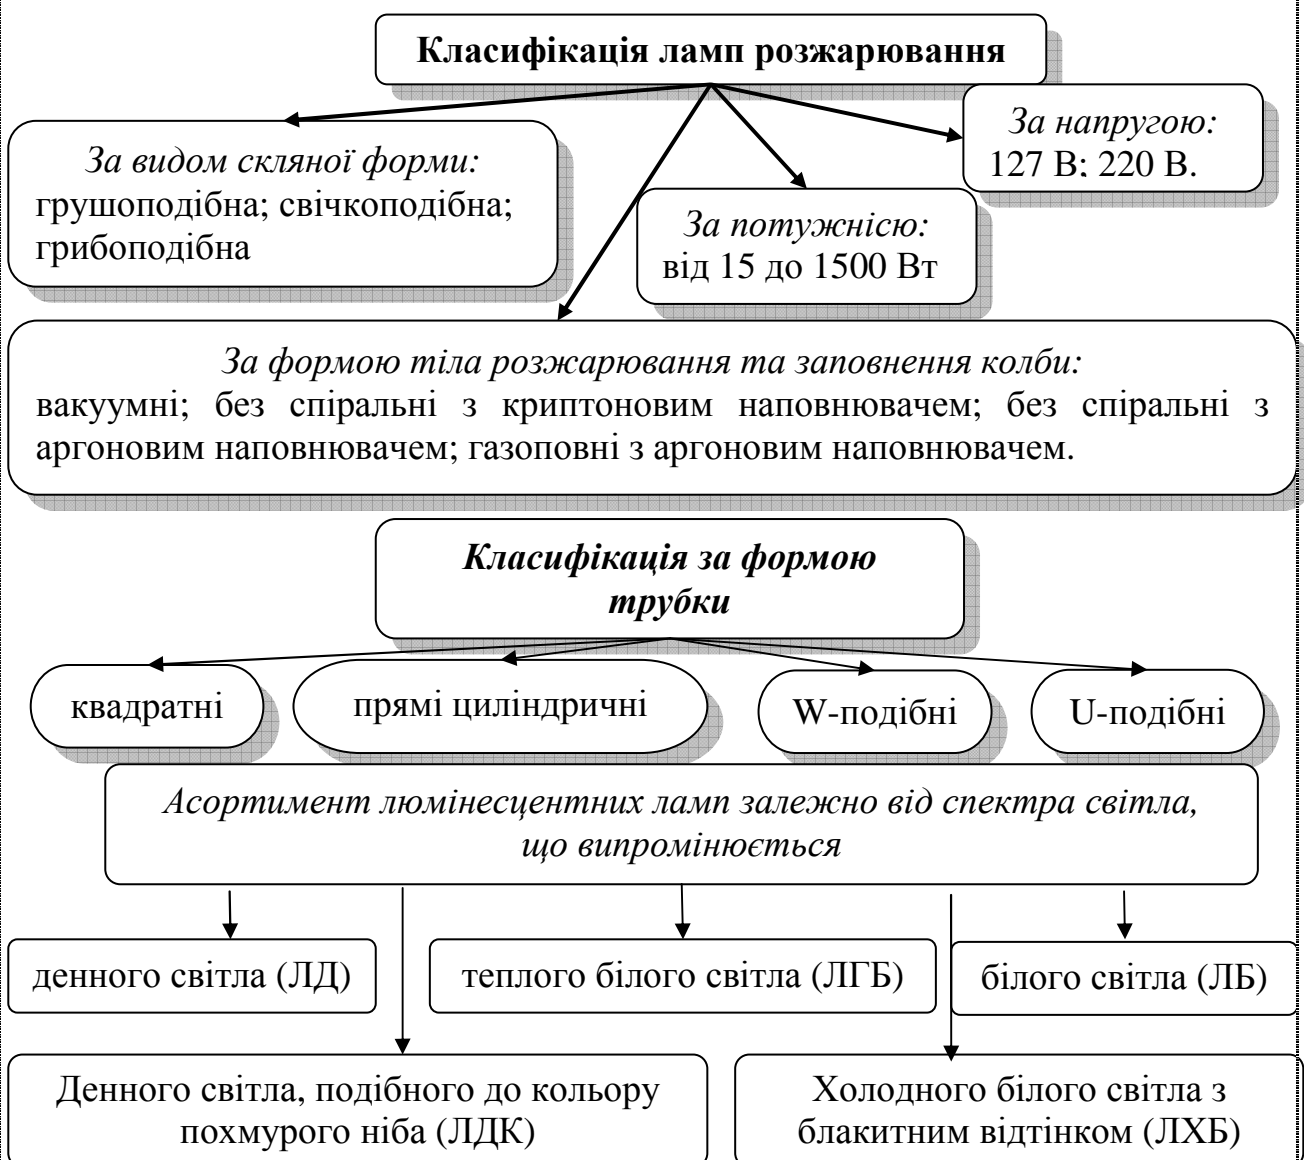 Класифікація ламп розжарювання
За видом скляної форми:
грушоподібна; свічкоподібна;
грибоподібна
За потужнісю:
від 15 до 1500 Вт
За напругою:
127 В; 220 В.
За формою тіла розжарювання та заповнення колби:
вакуумні; без спіральні з криптоновим наповнювачем; без спіральні з
аргоновим наповнювачем; газоповні з аргоновим наповнювачем.
Класифікація за формою
трубки
квадратні
прямі циліндричні
W-подібні
U-подібні
Асортимент люмінесцентних ламп залежно від спектра світла,
що випромінюється
денного світла (ЛД)
теплого білого світла (ЛГБ)
білого світла (ЛБ)
Денного світла, подібного до кольору
похмурого ніба (ЛДК)
Холодного білого світла з
блакитним відтінком (ЛХБ)